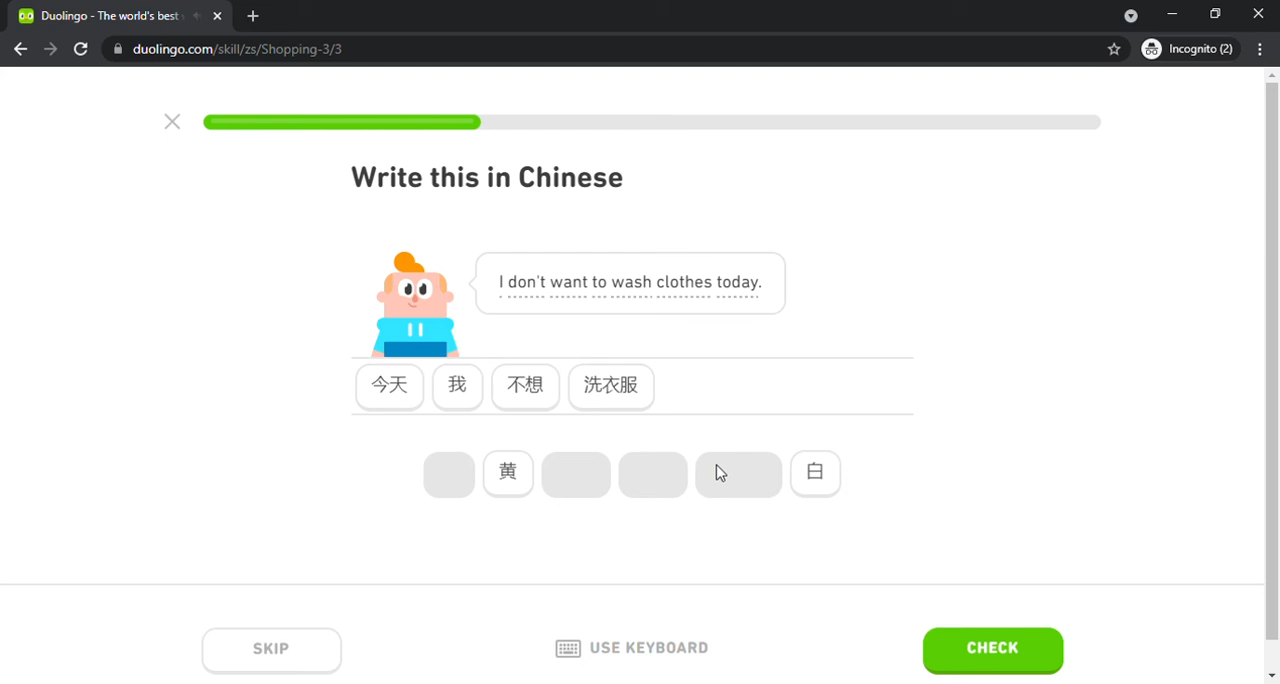 Duolingo - The world's best
duolingo.com/skill/zs/Shopping-3/3
Incognito (2)
Write this in Chinese
I don't want to wash clothes today.
今天 我 不想 洗衣服
黄 白
SKIP
USE KEYBOARD
CHECK